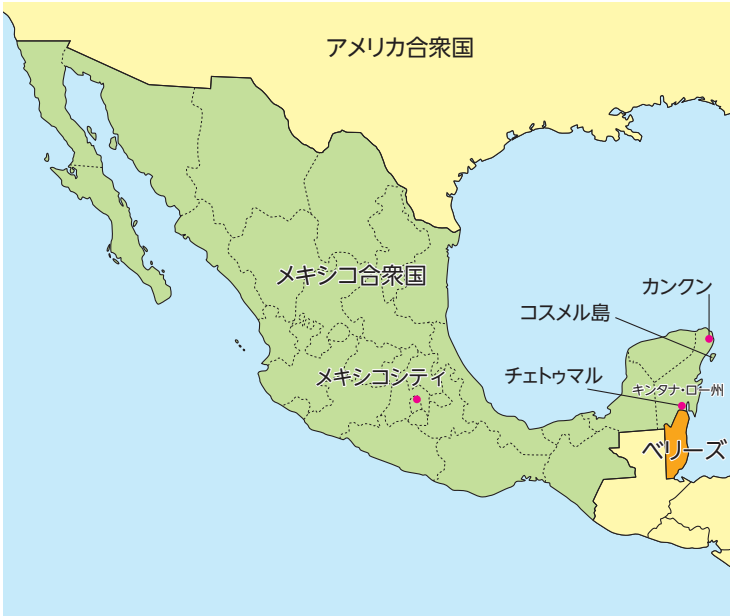 アメリカ合衆国
メキシコ合衆国
カンクン
コスメル島
メキシコシティ
チェトゥマル
キンタナ・ロー州
ベリーズ